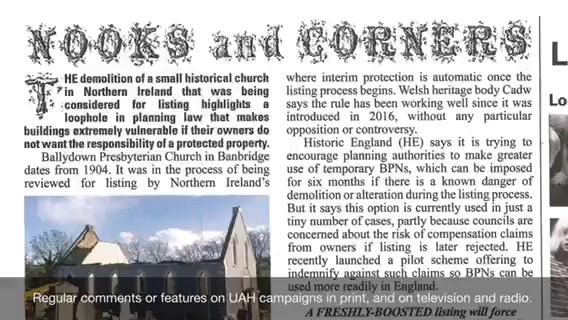 NOOKS and CORNERS
THE demolition of a small historical church
in Northern Ireland that was being
considered for listing highlights a
loophole in planning law that makes
buildings extremely vulnerable if their owners do
not want the responsibility of a protected property.
Ballydown Presbyterian Church in Banbridge
dates from 1904. It was in the process of being
reviewed for listing by Northern Ireland's
where interim protection is automatic once the
listing process begins. Welsh heritage body Cadw
says the rule has been working well since it was
introduced in 2016, without any particular
opposition or controversy.
Historic England (HE) says it is trying to
encourage planning authorities to make greater
use of temporary BPNs, which can be imposed
for six months if there is a known danger of
demolition or alteration during the listing process.
But it says this option is currently used in just a
tiny number of cases, partly because councils are
concerned about the risk of compensation claims
from owners if listing is later rejected. HE
recently launched a pilot scheme offering to
indemnify against such claims so BPNs can be
used more readily in England.
A FRESHLY-BOOSTED listing will force
L
Lo
Regular comments or features on UAH campaigns in print, and on television and radio.